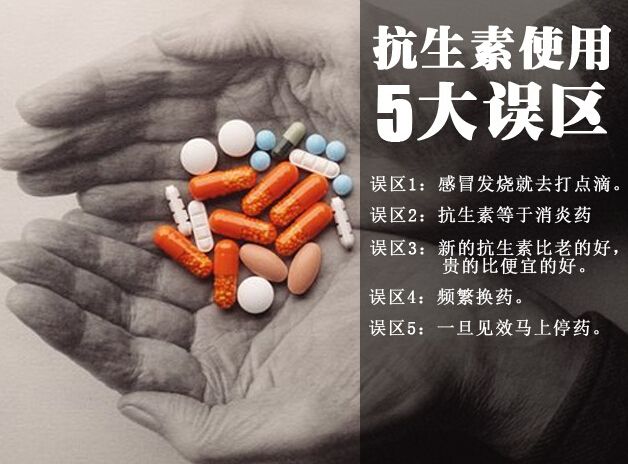 抗生素使用
5大误区
误区1：感冒发烧就去打点滴。
误区2：抗生素等于消炎药
误区3：新的抗生素比老的好，
贵的比便宜的好。
误区4：频繁换药。
误区5：一旦见效马上停药。